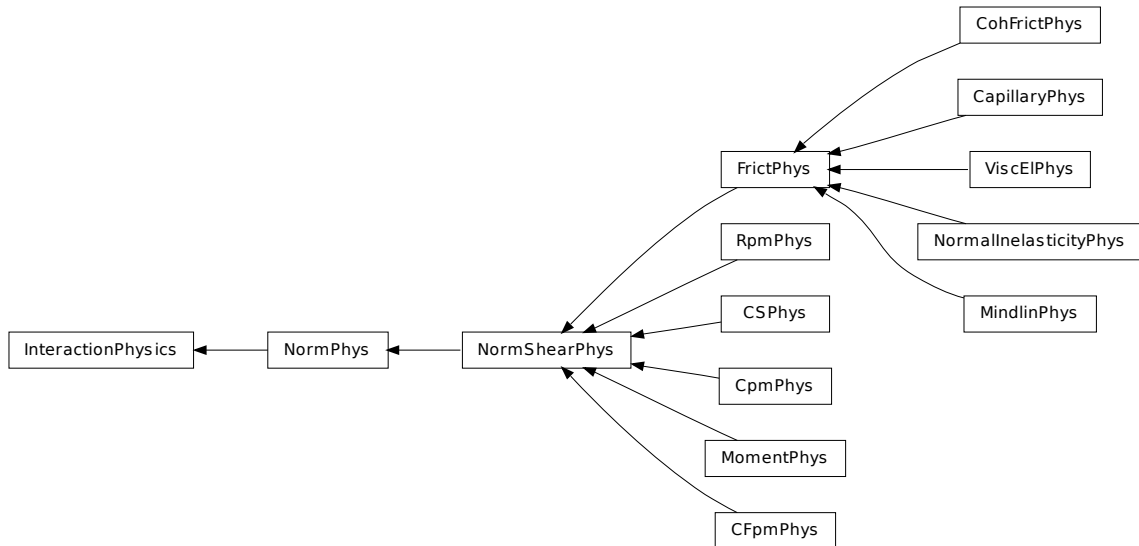 CohFrictPhys
CapillaryPhys
FrictPhys
ViscElPhys
RpmPhys
NormalInelasticityPhys
CSPhys
MindlinPhys
InteractionPhysics
NormPhys
NormShearPhys
CpmPhys
MomentPhys
CFpmPhys